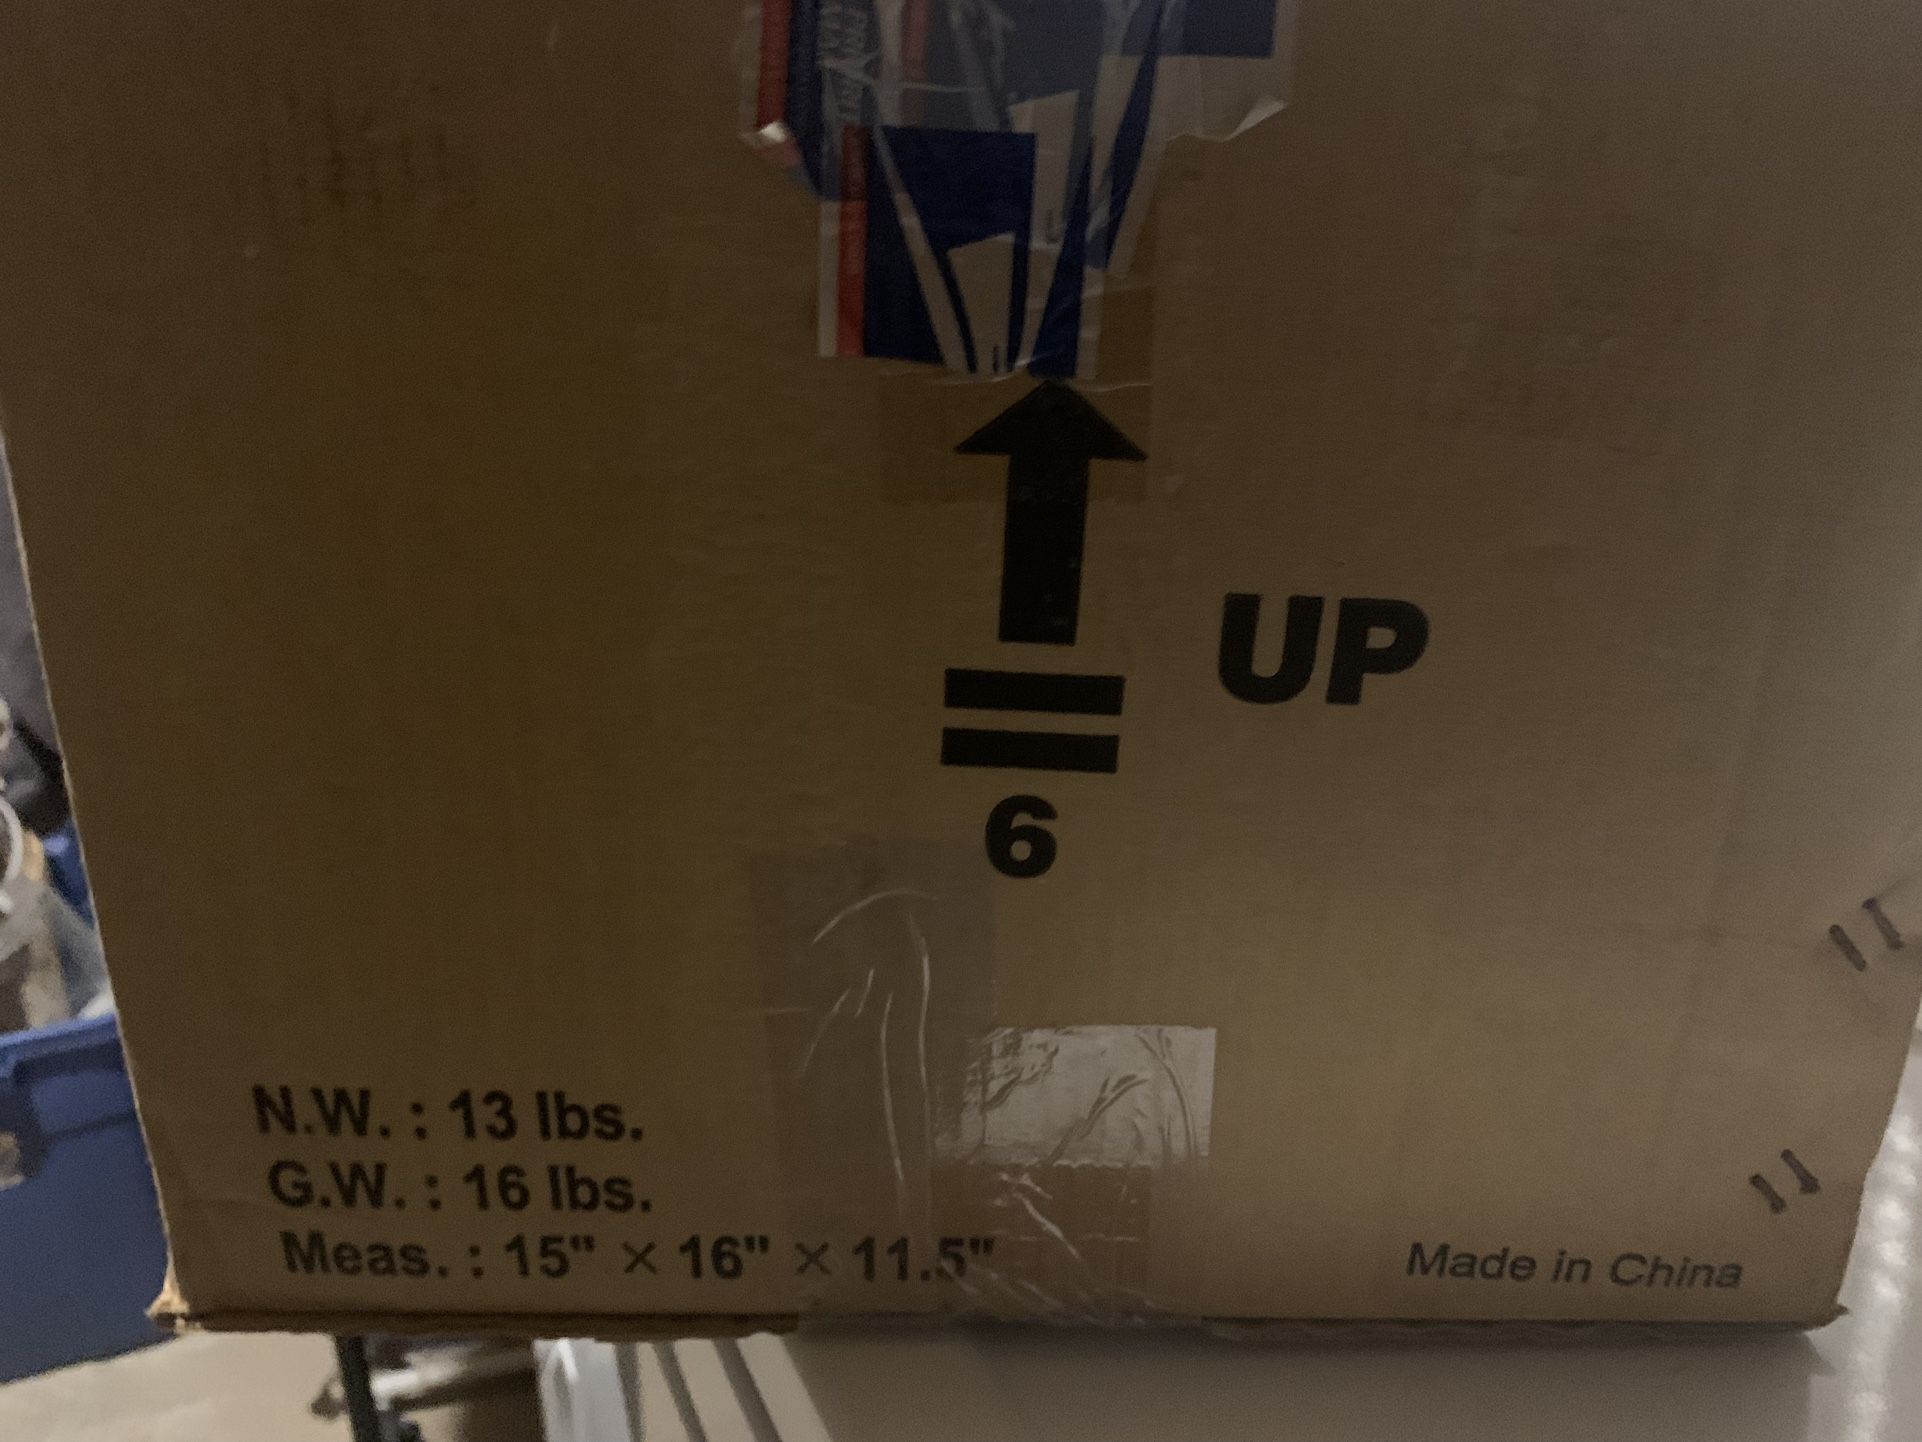 UP
6
N.W. : 13 lbs.
G.W. : 16 lbs.
Meas. : 15" × 16" × 11.5"
Made in China